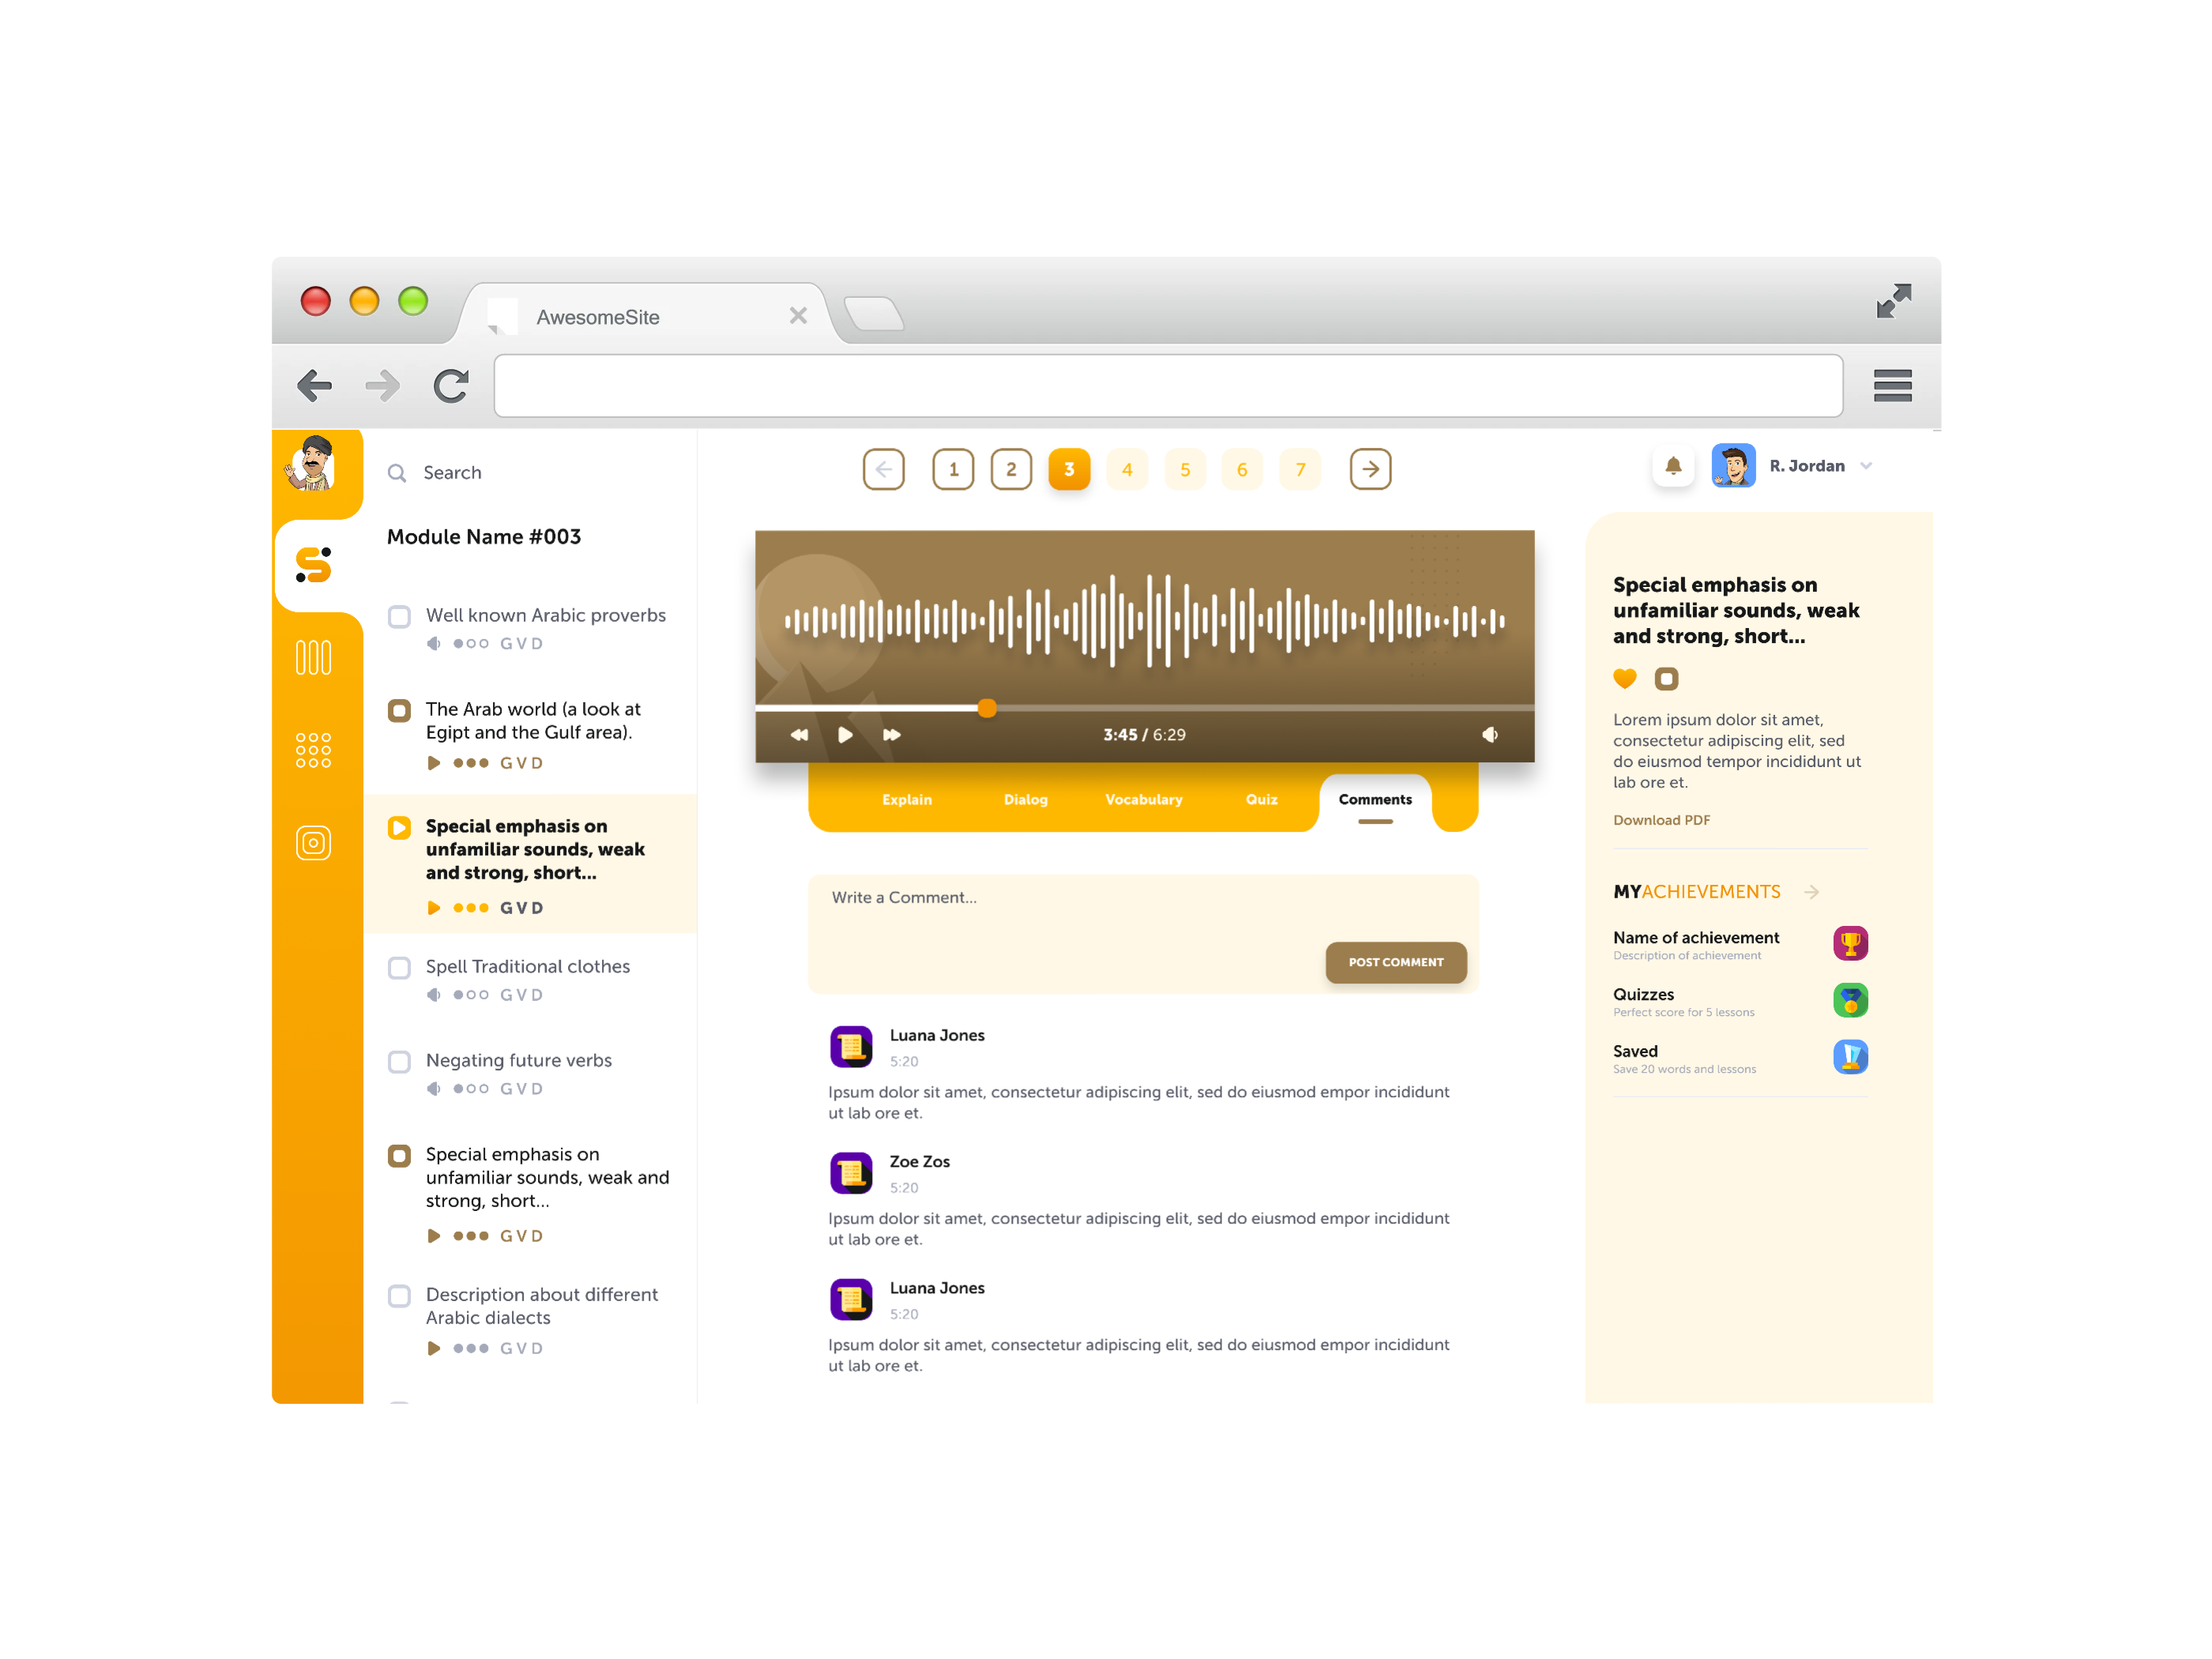 AwesomeSite
Search
Module Name #003
Well known Arabic proverbs
G V D
The Arab world (a look at
Egipt and the Gulf area).
G V D
Special emphasis on
unfamiliar sounds, weak
and strong, short...
G V D
Spell Traditional clothes
G V D
Negating future verbs
G V D
Special emphasis on
unfamiliar sounds, weak and
strong, short...
G V D
Description about different
Arabic dialects
G V D
1 2 3 4 5 6 7
3:45 / 6:29
Explain Dialog Vocabulary Quiz Comments
Write a Comment...
POST COMMENT
Luana Jones
5:20
Ipsum dolor sit amet, consectetur adipiscing elit, sed do eiusmod empor incididunt
ut lab ore et.
Zoe Zos
5:20
Ipsum dolor sit amet, consectetur adipiscing elit, sed do eiusmod empor incididunt
ut lab ore et.
Luana Jones
5:20
Ipsum dolor sit amet, consectetur adipiscing elit, sed do eiusmod empor incididunt
ut lab ore et.
R. Jordan
Special emphasis on
unfamiliar sounds, weak
and strong, short...
Lorem ipsum dolor sit amet,
consectetur adipiscing elit, sed
do eiusmod tempor incididunt ut
lab ore et.
Download PDF
MYACHIEVEMENTS
Name of achievement
Description of achievement
Quizzes
Perfect score for 5 lessons
Saved
Save 20 words and lessons